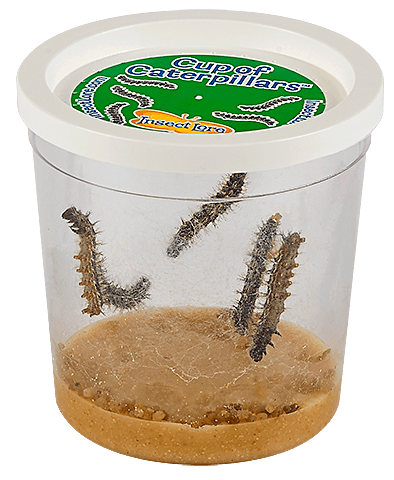 Cup of
Caterpillars™
Insect Lore